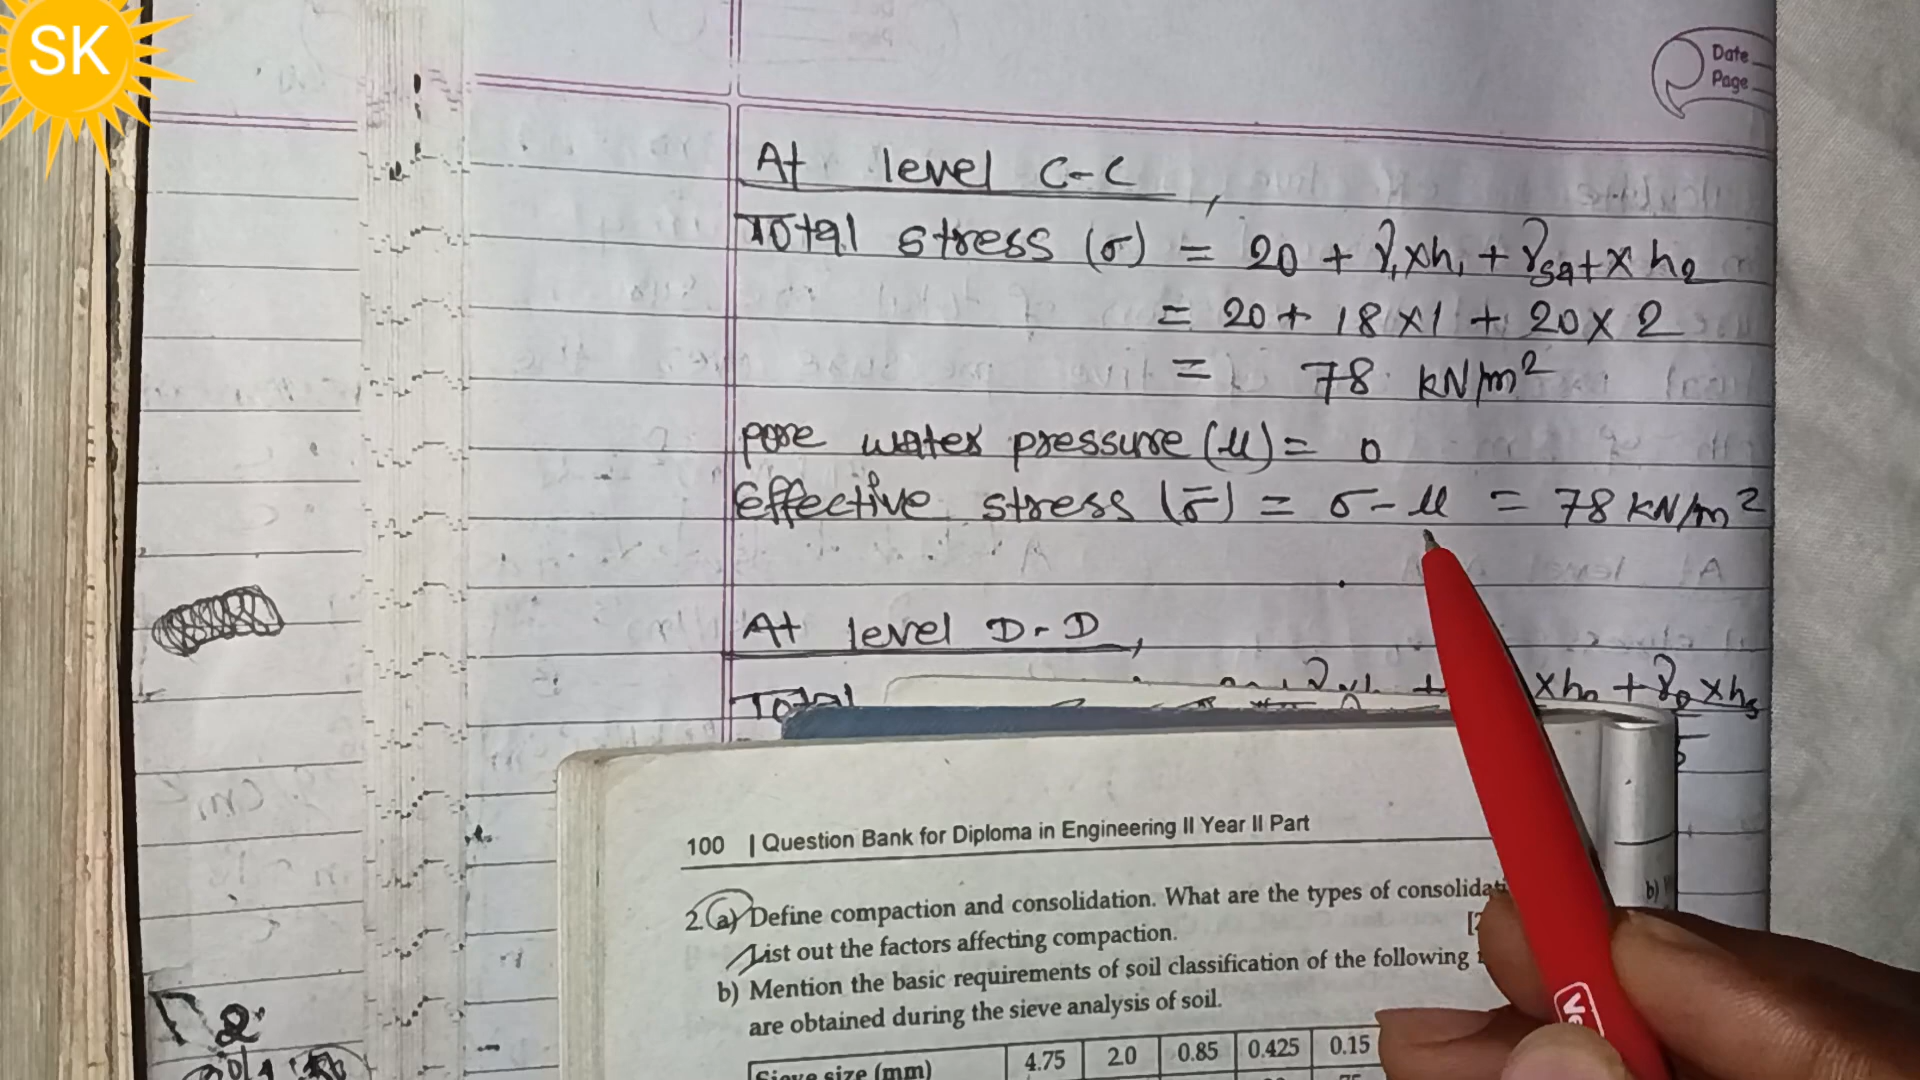 SK
Date
Page
At level C-C,
Total stress (σ) = 20 + γ₁xh₁ + γsat x h₂
= 20 + 18 x 1 + 20 x 2
= 78 kN/m²
pore water pressure (u) = 0
effective stress (σ̄) = σ - u = 78 kN/m²
At level D-D,
Total
100 | Question Bank for Diploma in Engineering II Year II Part
2. (a) Define compaction and consolidation. What are the types of
List out the factors affecting compaction.
b) Mention the basic requirements of soil classification of the following
are obtained during the sieve analysis of soil.
Sieve size (mm) 4.75 2.0 0.85 0.425 0.15
b)
2